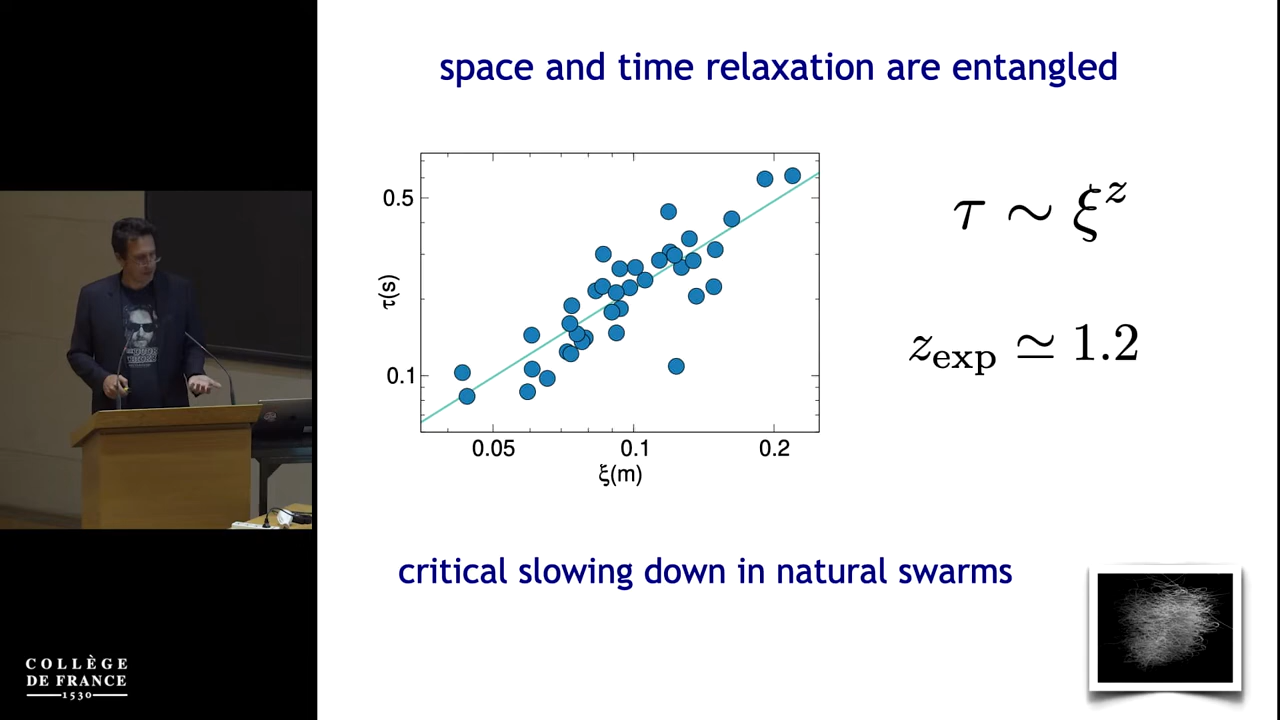 space and time relaxation are entangled
0.5
0.1
τ(s)
0.05
0.1
0.2
ξ(m)
τ ∼ ξ^z
z_exp ≃ 1.2
critical slowing down in natural swarms
COLLÈGE
DE FRANCE
1530